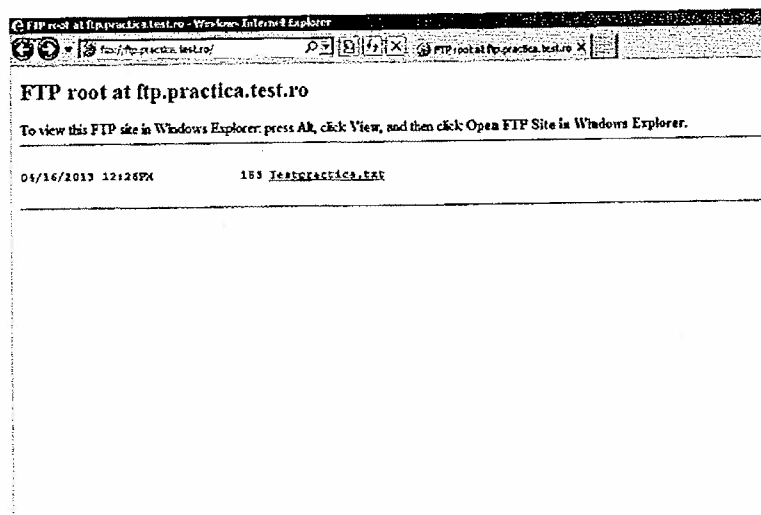 FTP root at ftp.practica.test.ro - Windows Internet Explorer
ftp://ftp.practica.test.ro/
FTP root at ftp.practica.test.ro
FTP root at ftp.practica.test.ro
To view this FTP site in Windows Explorer: press Alt, click View, and then click Open FTP Site in Windows Explorer.
04/16/2013 12:26PM 183 Testpractica.txt